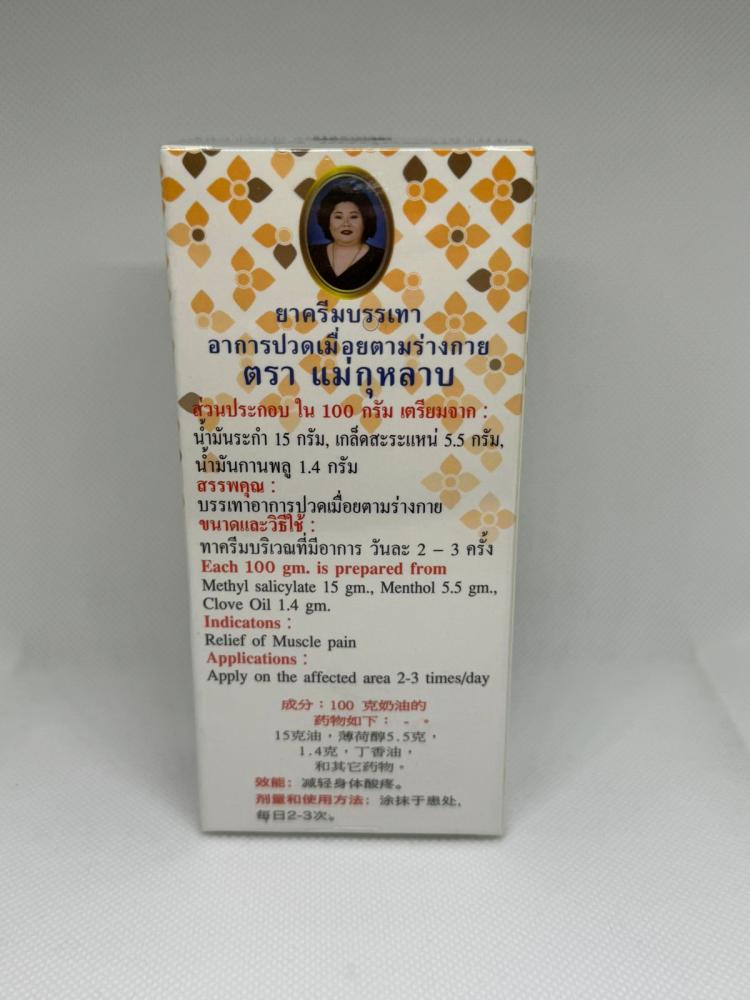 ยาครีมบรรเทา
อาการปวดเมื่อยตามร่างกาย
ตรา แม่กุหลาบ
ส่วนประกอบ ใน 100 กรัม เตรียมจาก :
น้ำมันระกำ 15 กรัม, เกล็ดสะระแหน่ 5.5 กรัม,
น้ำมันกานพลู 1.4 กรัม
สรรพคุณ :
บรรเทาอาการปวดเมื่อยตามร่างกาย
ขนาดและวิธีใช้ :
ทาครีมบริเวณที่มีอาการ วันละ 2 – 3 ครั้ง
Each 100 gm. is prepared from
Methyl salicylate 15 gm., Menthol 5.5 gm.,
Clove Oil 1.4 gm.
Indicatons :
Relief of Muscle pain
Applications :
Apply on the affected area 2-3 times/day
成分：100 克奶油的
药物如下：
15克油，薄荷醇5.5克，
1.4克，丁香油，
和其它药物。
效能：减轻身体酸疼。
剂量和使用方法：涂抹于患处,
每日2-3次。